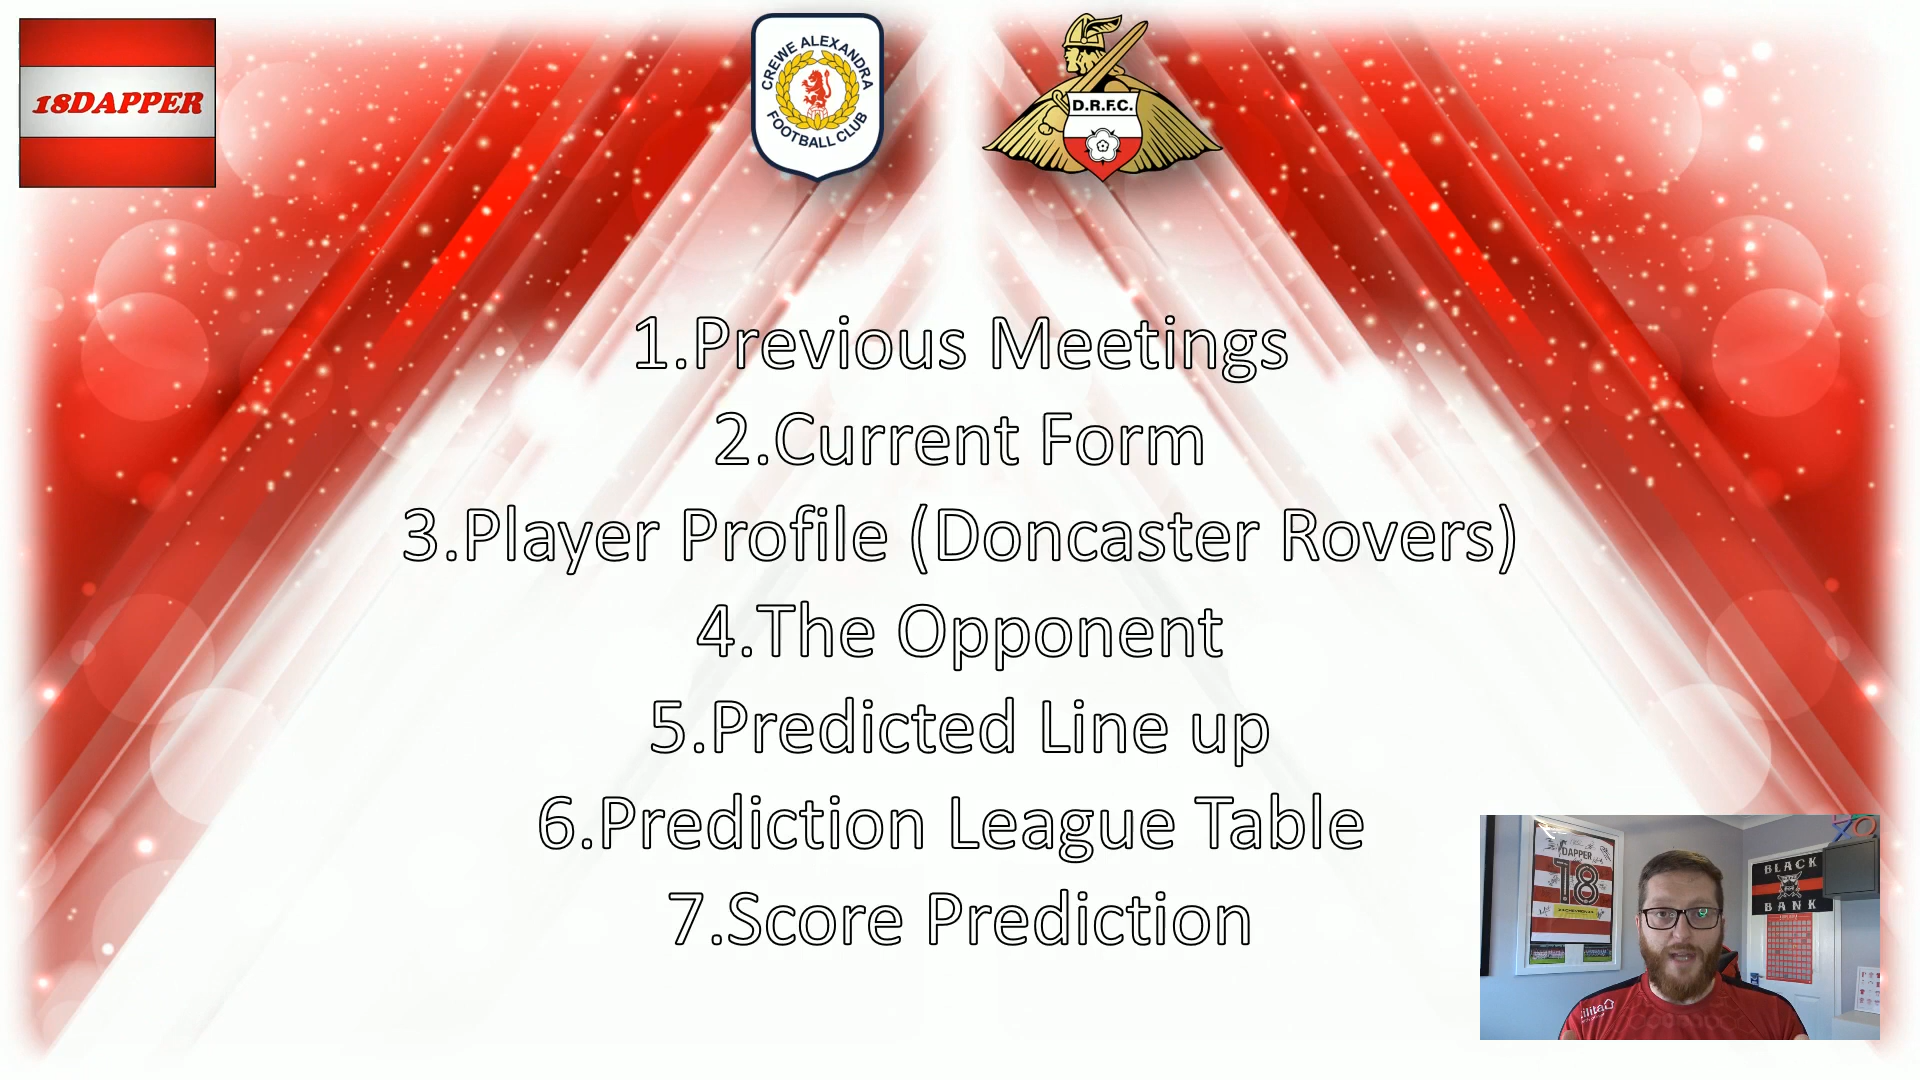 18DAPPER
CREWE ALEXANDRA
FOOTBALL CLUB
D.R.F.C.
1.Previous Meetings
2.Current Form
3.Player Profile (Doncaster Rovers)
4.The Opponent
5.Predicted Line up
6.Prediction League Table
7.Score Prediction
DAPPER
18
BLACK
BANK